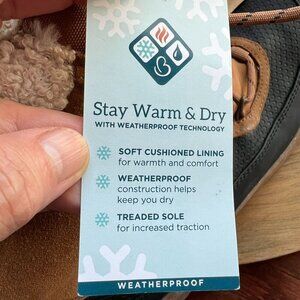 Stay Warm & Dry
WITH WEATHERPROOF TECHNOLOGY
SOFT CUSHIONED LINING
for warmth and comfort
WEATHERPROOF
construction helps
keep you dry
TREADED SOLE
for increased traction
WEATHERPROOF